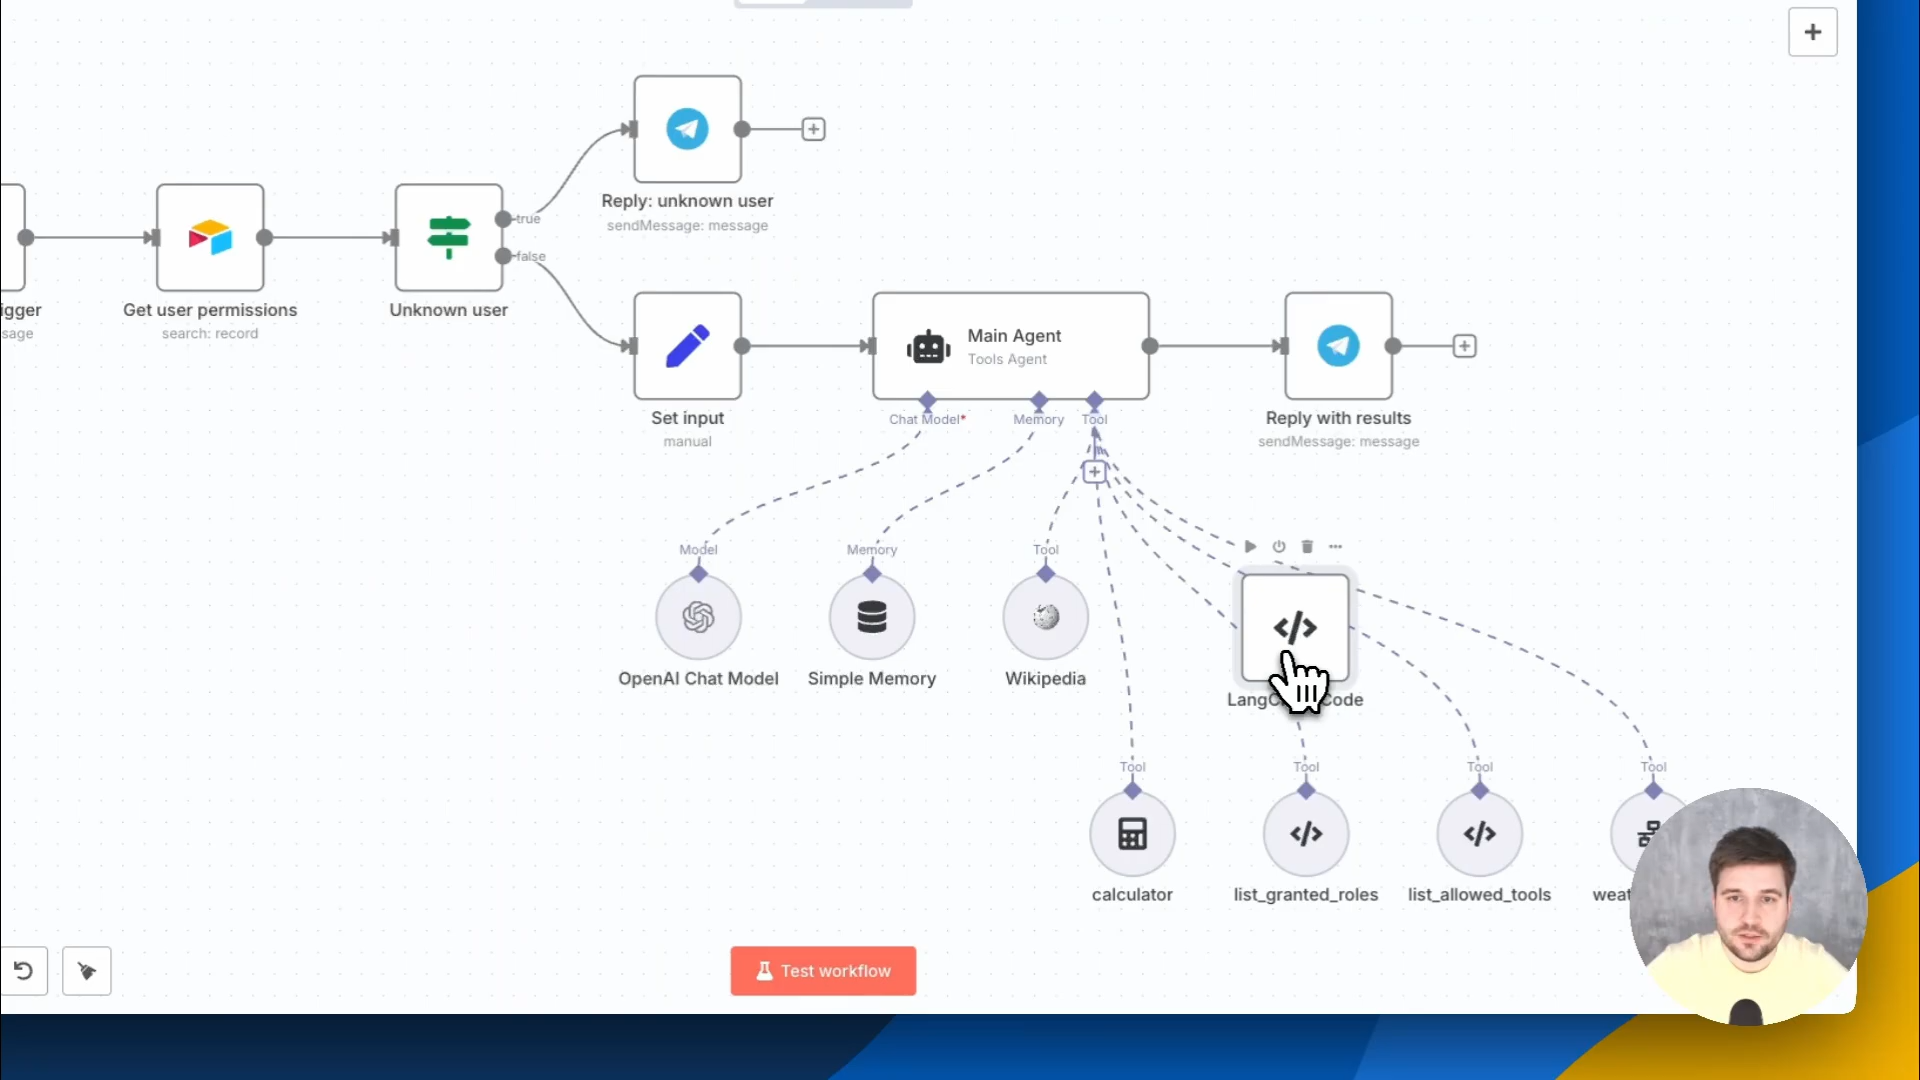 true
Reply: unknown user
sendMessage: message
false
igger
sage
Get user permissions
search: record
Unknown user
Main Agent
Tools Agent
Set input
manual
Chat Model*
Memory
Tool
Reply with results
sendMessage: message
Model
Memory
Tool
OpenAI Chat Model
Simple Memory
Wikipedia
Code
Tool
Tool
Tool
Tool
calculator
list_granted_roles
list_allowed_tools
weat
Test workflow